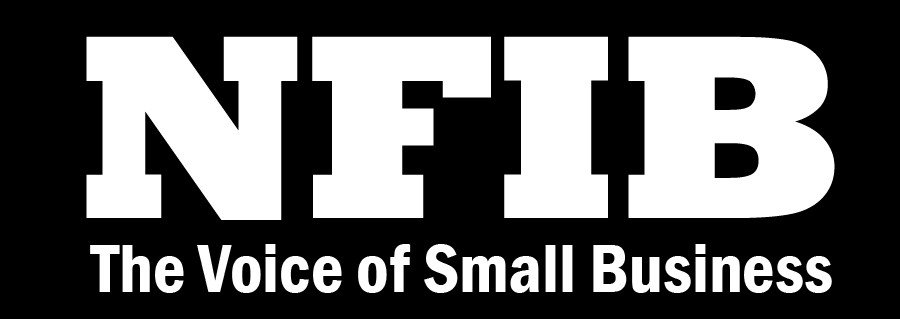 NFIB
The Voice of Small Business